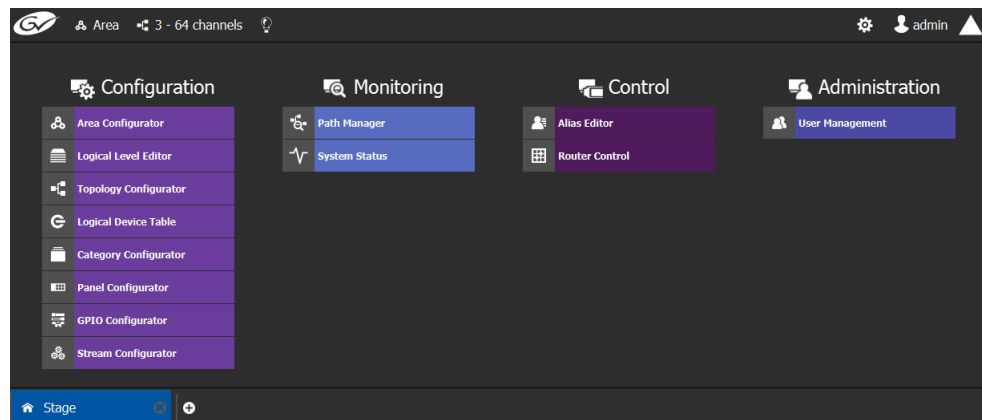 GV Area 3 - 64 channels admin
Configuration
Area Configurator
Logical Level Editor
Topology Configurator
Logical Device Table
Category Configurator
Panel Configurator
GPIO Configurator
Stream Configurator
Monitoring
Path Manager
System Status
Control
Alias Editor
Router Control
Administration
User Management
Stage